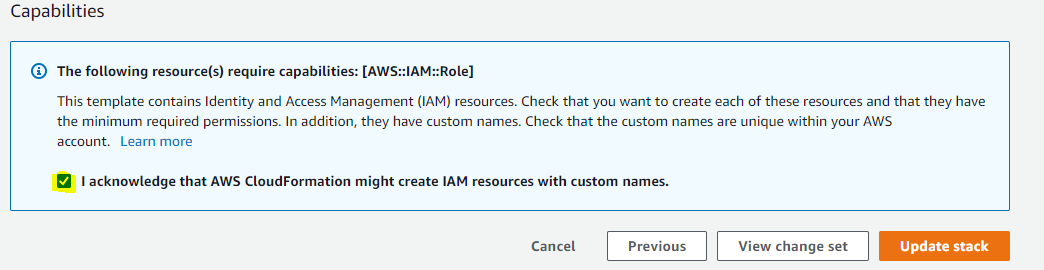 Capabilities
The following resource(s) require capabilities: [AWS::IAM::Role]
This template contains Identity and Access Management (IAM) resources. Check that you want to create each of these resources and that they have
the minimum required permissions. In addition, they have custom names. Check that the custom names are unique within your AWS
account. Learn more
I acknowledge that AWS CloudFormation might create IAM resources with custom names.
Cancel Previous View change set Update stack